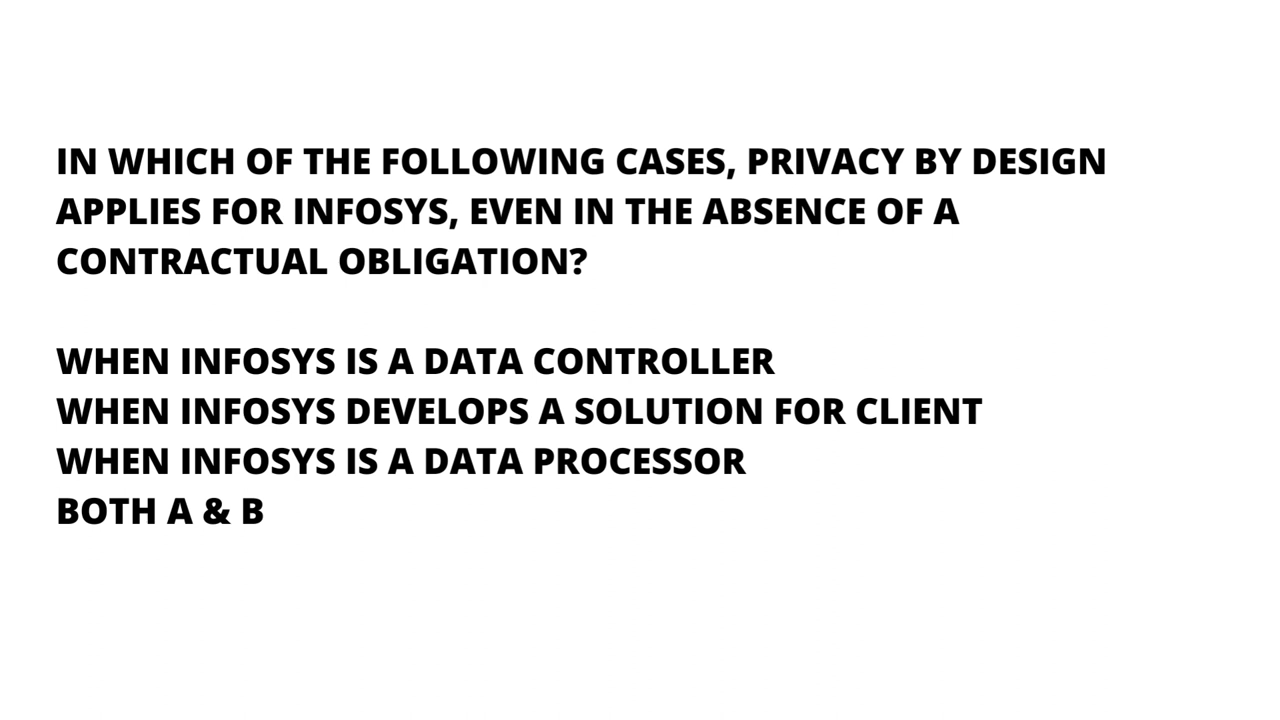 IN WHICH OF THE FOLLOWING CASES, PRIVACY BY DESIGN
APPLIES FOR INFOSYS, EVEN IN THE ABSENCE OF A
CONTRACTUAL OBLIGATION?
WHEN INFOSYS IS A DATA CONTROLLER
WHEN INFOSYS DEVELOPS A SOLUTION FOR CLIENT
WHEN INFOSYS IS A DATA PROCESSOR
BOTH A & B